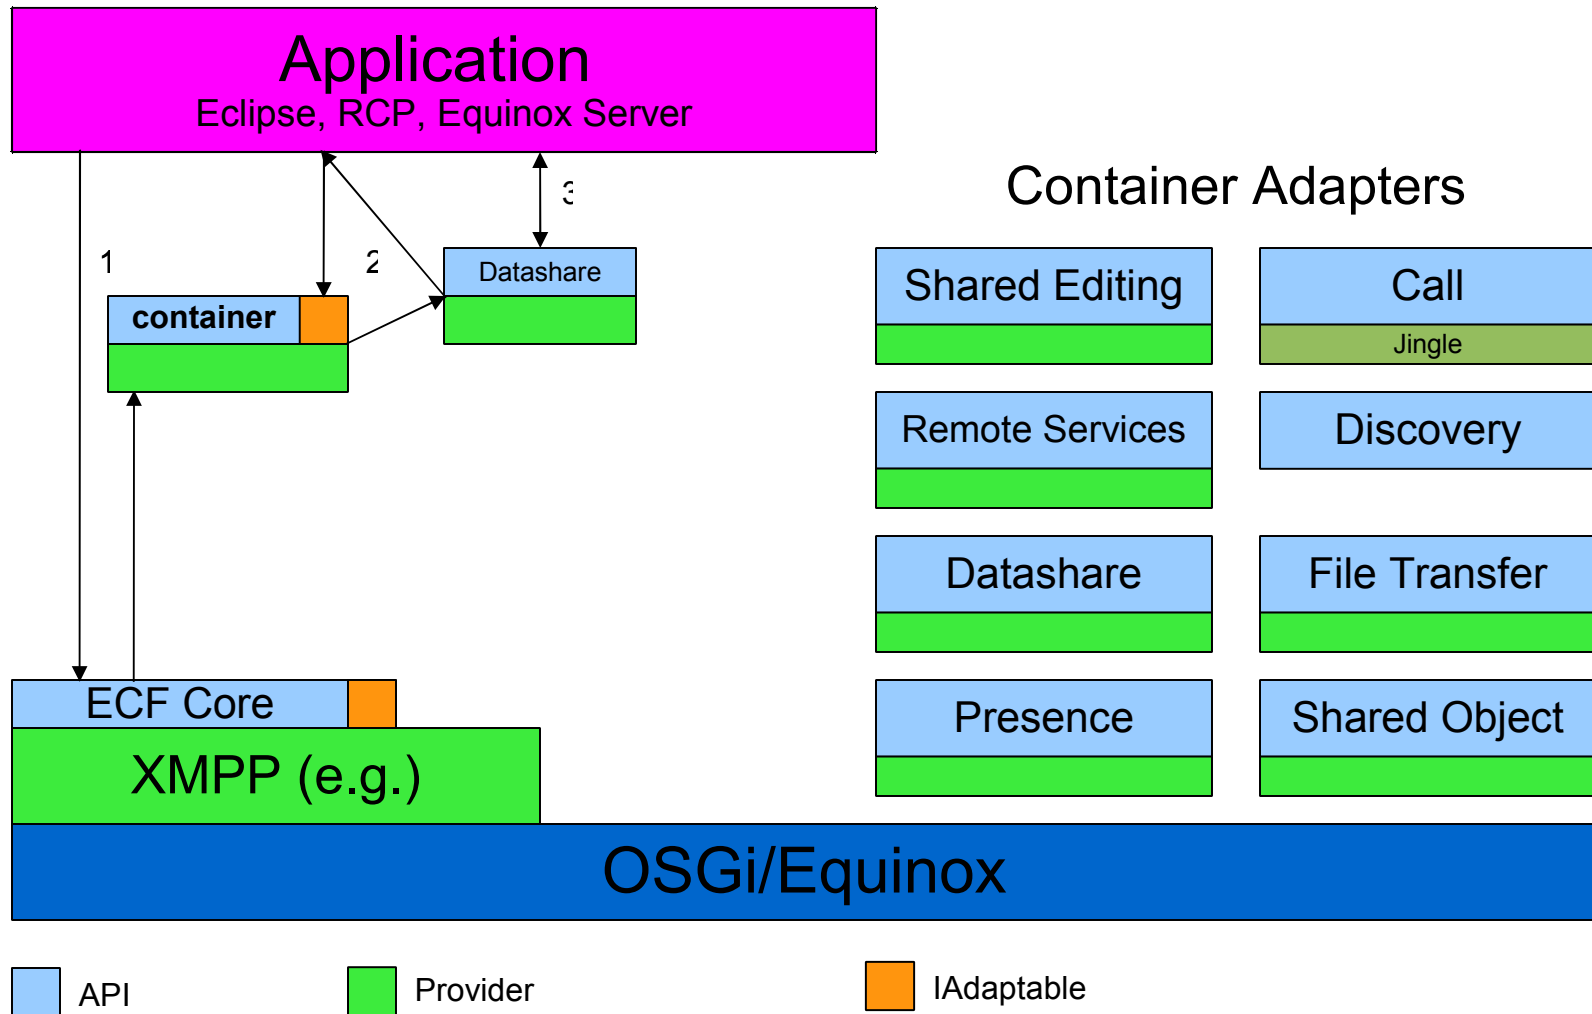 Application
Eclipse, RCP, Equinox Server
Container Adapters
1
2
3
Datashare
container
Shared Editing
Call
Jingle
Remote Services
Discovery
Datashare
File Transfer
Presence
Shared Object
ECF Core
XMPP (e.g.)
OSGi/Equinox
API
Provider
IAdaptable